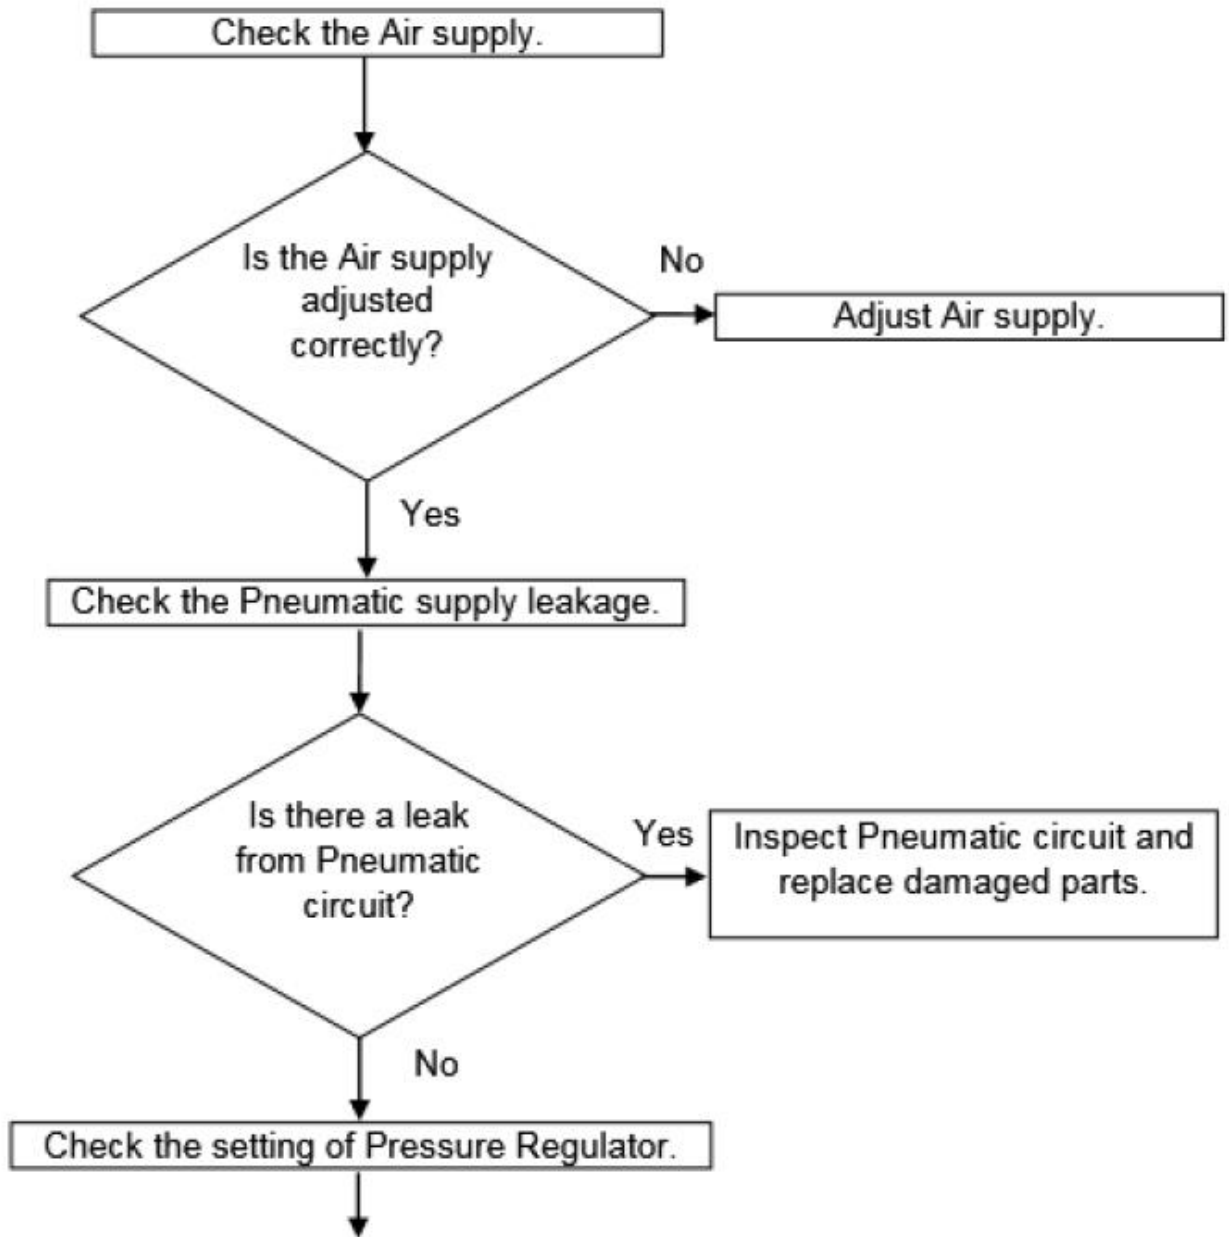 Check the Air supply.
Is the Air supply
adjusted
correctly?
No
Adjust Air supply.
Yes
Check the Pneumatic supply leakage.
Is there a leak
from Pneumatic
circuit?
Yes
Inspect Pneumatic circuit and
replace damaged parts.
No
Check the setting of Pressure Regulator.